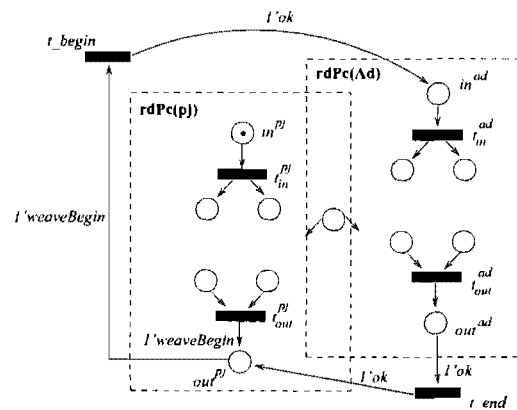 1'ok
t_begin
rdPc(Ad)
in^ad
rdPc(pj)
in^pj
t_in^ad
t_in^pj
1'weaveBegin
t_out^ad
t_out^pj
out^ad
1'weaveBegin
out^pj
1'ok
1'ok
t_end